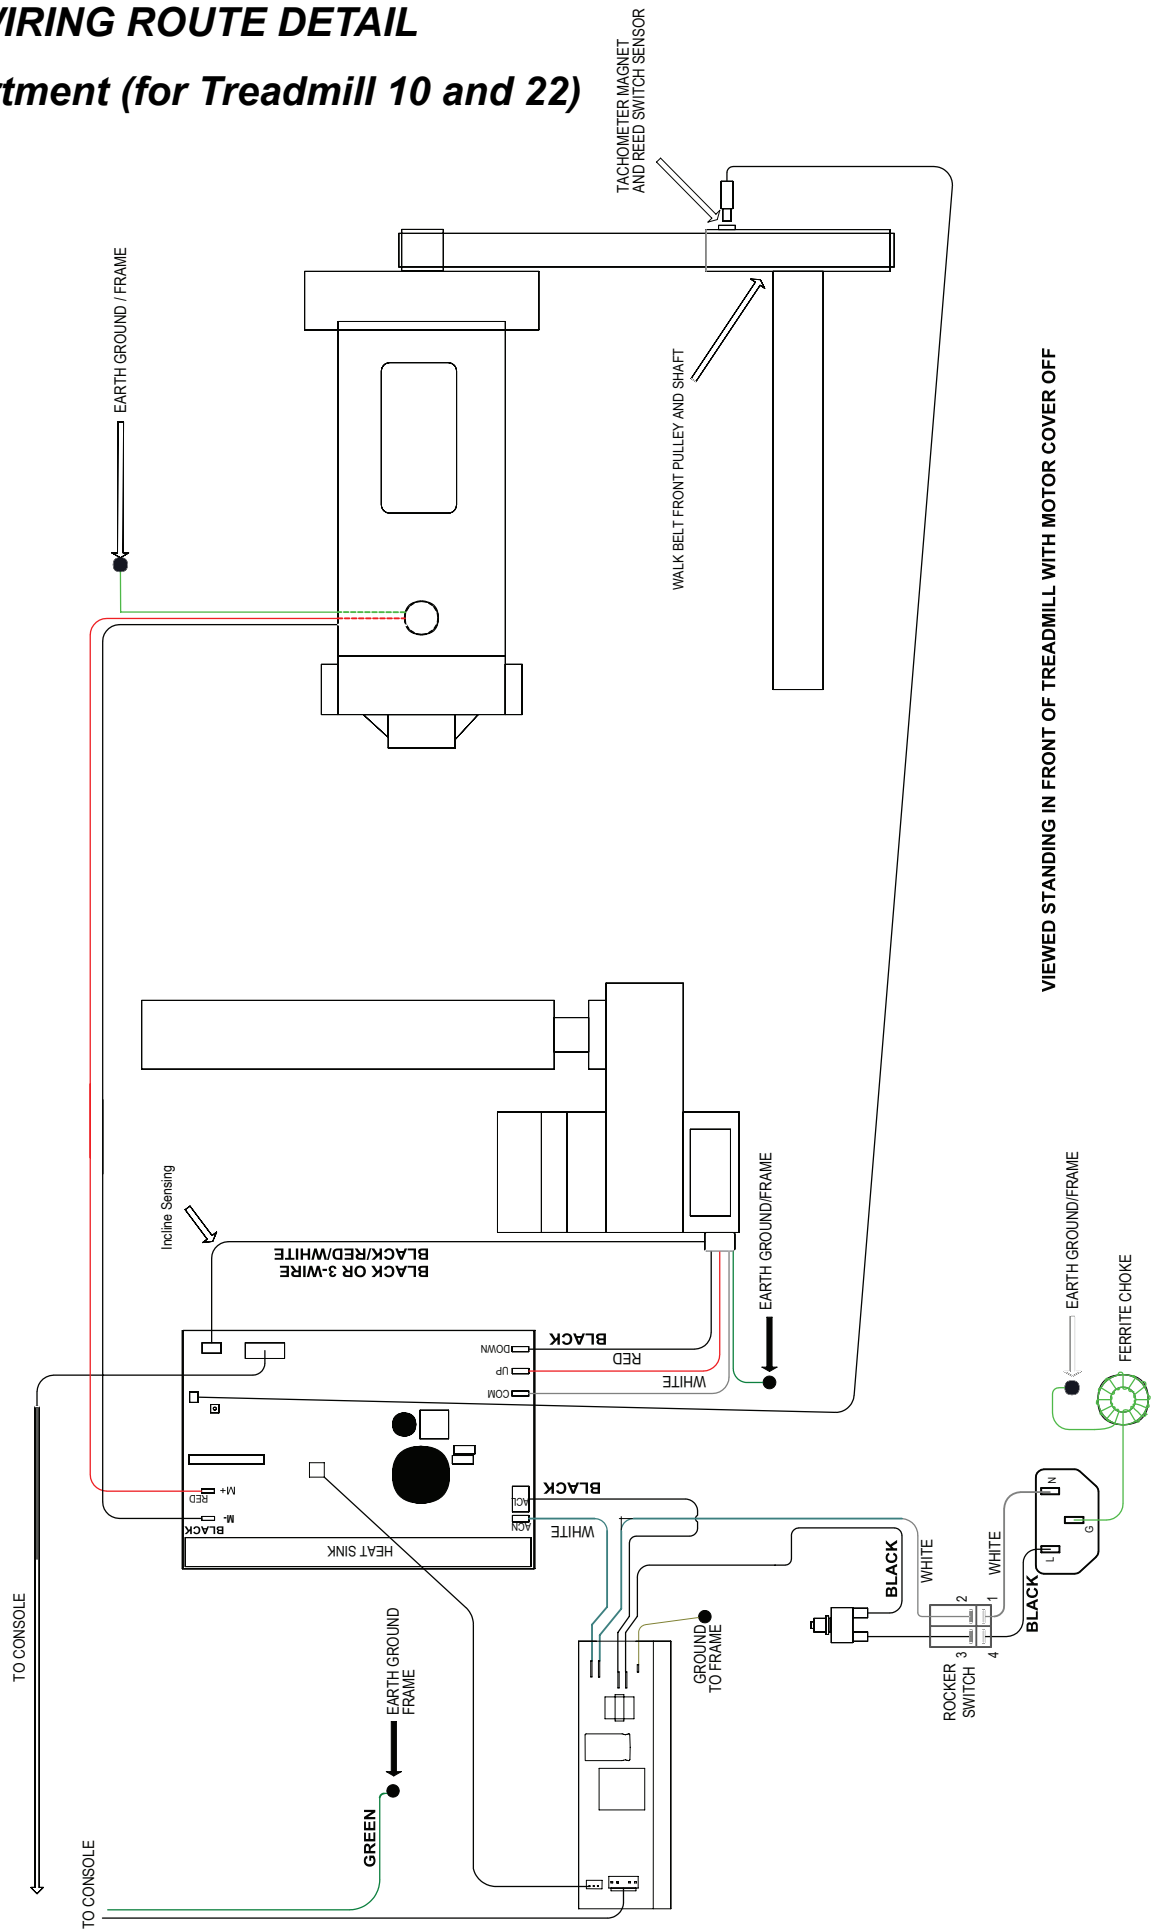 WIRING ROUTE DETAIL
rtment (for Treadmill 10 and 22)
TACHOMETER MAGNET
AND REED SWITCH SENSOR
EARTH GROUND / FRAME
WALK BELT FRONT PULLEY AND SHAFT
VIEWED STANDING IN FRONT OF TREADMILL WITH MOTOR COVER OFF
Incline Sensing
BLACK OR 3-WIRE
BLACK/RED/WHITE
EARTH GROUND/FRAME
EARTH GROUND/FRAME
FERRITE CHOKE
DOWN
BLACK
UP
RED
COM
WHITE
M+
RED
M-
BLACK
HEAT SINK
ACL
BLACK
ACN
WHITE
TO CONSOLE
EARTH GROUND
FRAME
GREEN
TO CONSOLE
GROUND
TO FRAME
BLACK
WHITE
WHITE
BLACK
N
G
L
2
1
3
4
ROCKER
SWITCH